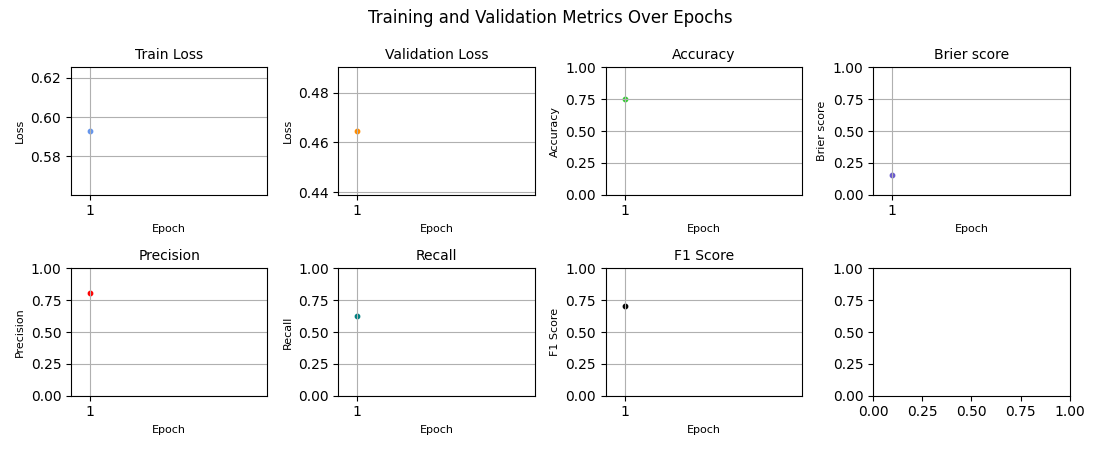 Training and Validation Metrics Over Epochs
Train Loss
0.62
0.60
0.58
Loss
1
Epoch
Validation Loss
0.48
0.46
0.44
Loss
1
Epoch
Accuracy
1.00
0.75
0.50
0.25
0.00
Accuracy
1
Epoch
Brier score
1.00
0.75
0.50
0.25
0.00
Brier score
1
Epoch
Precision
1.00
0.75
0.50
0.25
0.00
Precision
1
Epoch
Recall
1.00
0.75
0.50
0.25
0.00
Recall
1
Epoch
F1 Score
1.00
0.75
0.50
0.25
0.00
F1 Score
1
Epoch
1.00
0.75
0.50
0.25
0.00
0.00 0.25 0.50 0.75 1.00